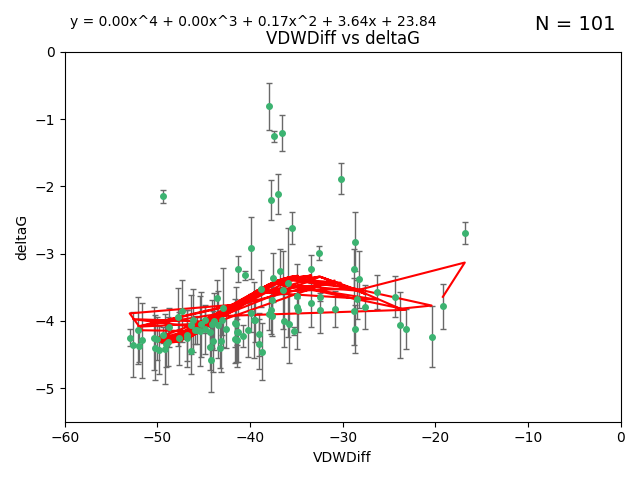 y = 0.00x^4 + 0.00x^3 + 0.17x^2 + 3.64x + 23.84
N = 101
VDWDiff vs deltaG
0
−1
−2
−3
−4
−5
deltaG
−60 −50 −40 −30 −20 −10 0
VDWDiff